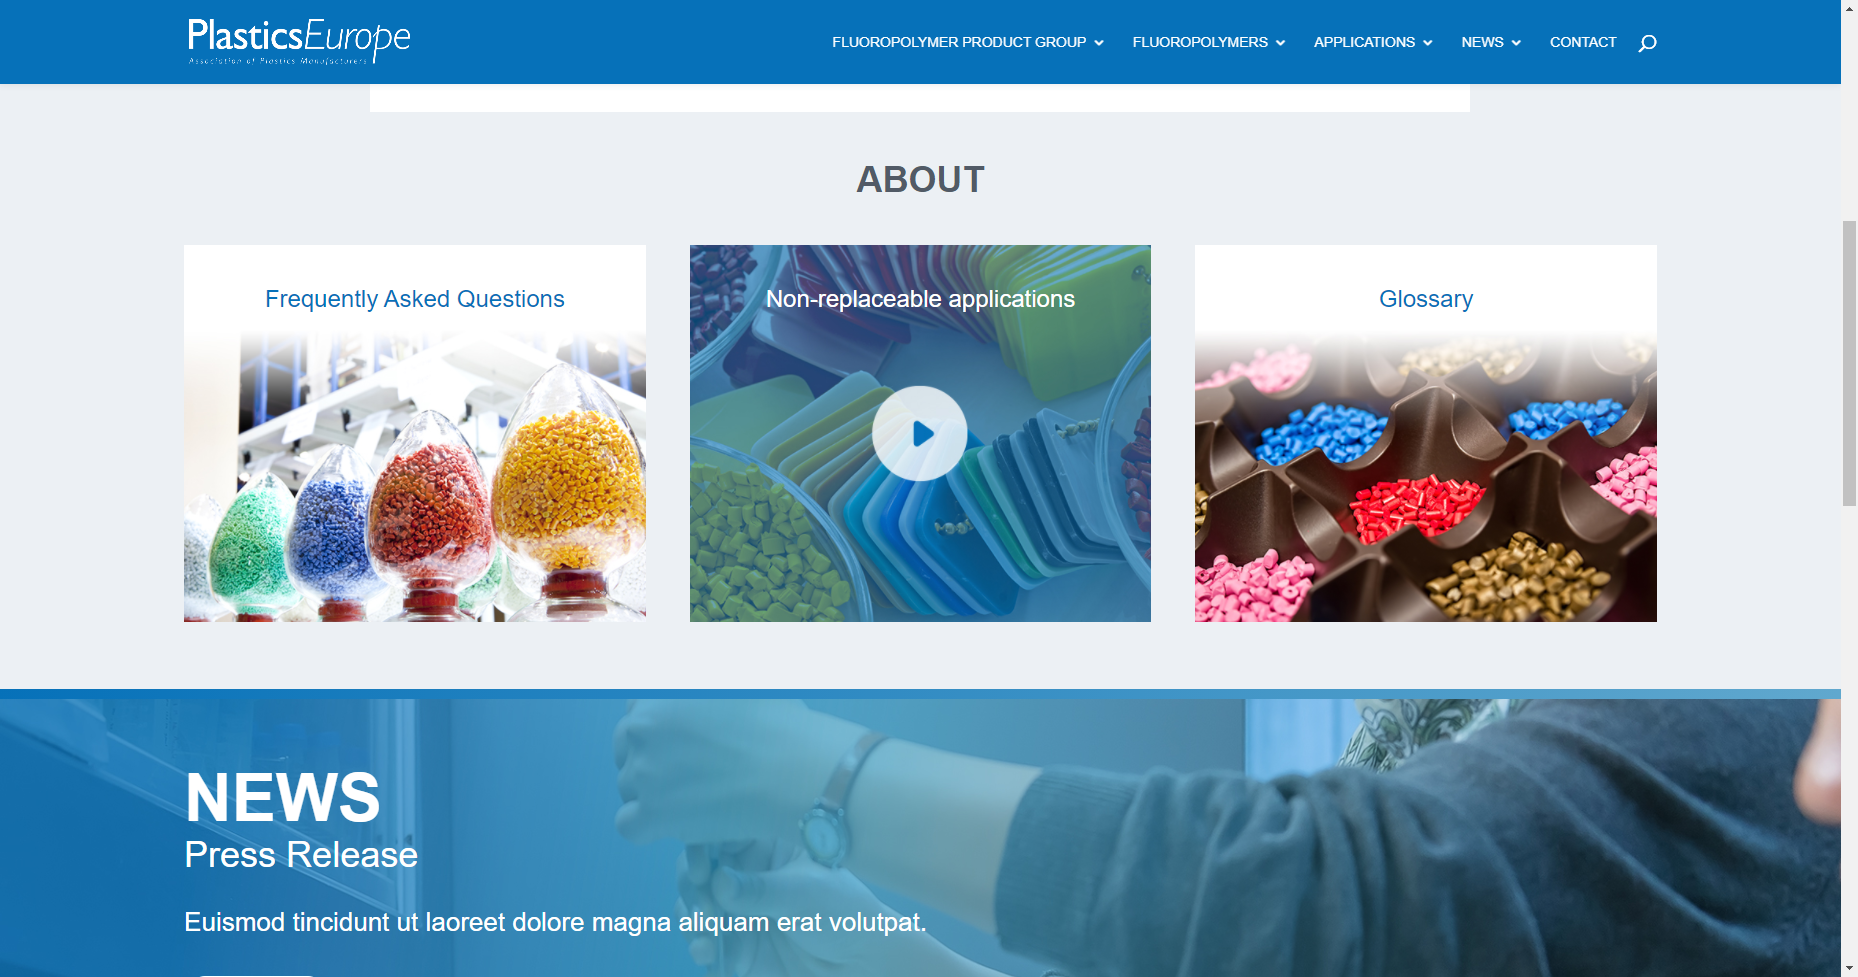 PlasticsEurope
Association of Plastics Manufacturers
FLUOROPOLYMER PRODUCT GROUP
FLUOROPOLYMERS
APPLICATIONS
NEWS
CONTACT
ABOUT
Frequently Asked Questions
Non-replaceable applications
Glossary
NEWS
Press Release
Euismod tincidunt ut laoreet dolore magna aliquam erat volutpat.